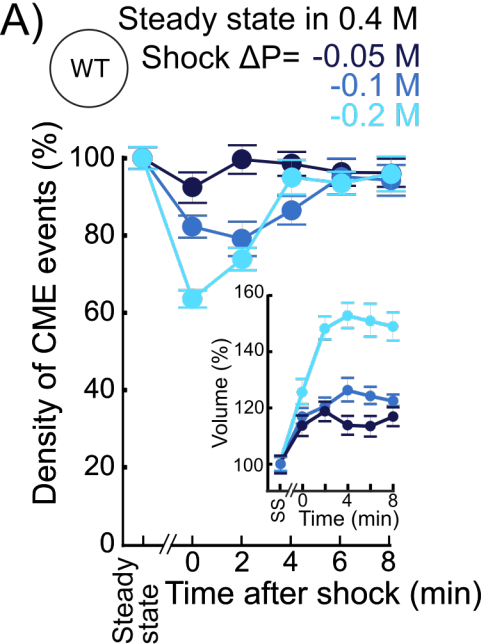 A)
Steady state in 0.4 M
WT
Shock ΔP= -0.05 M
-0.1 M
-0.2 M
Density of CME events (%)
100
80
60
40
20
0
Steady
state
0 2 4 6 8
Time after shock (min)
Volume (%)
160
140
120
100
SS
0 4 8
Time (min)